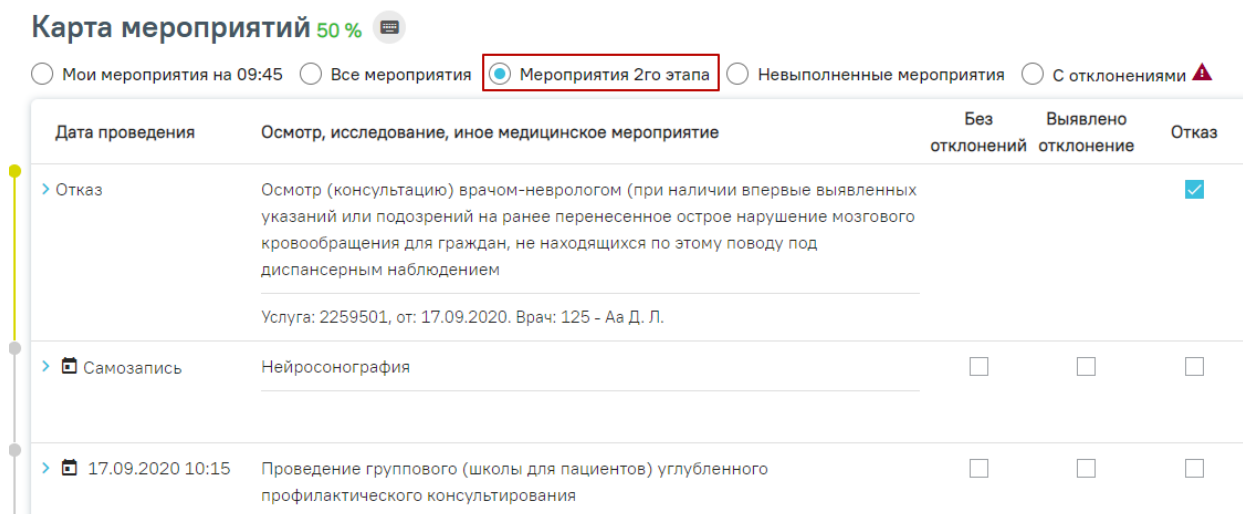 Карта мероприятий 50 %
Мои мероприятия на 09:45 Все мероприятия Мероприятия 2го этапа Невыполненные мероприятия С отклонениями
Дата проведения Осмотр, исследование, иное медицинское мероприятие Без отклонений Выявлено отклонение Отказ
Отказ Осмотр (консультацию) врачом-неврологом (при наличии впервые выявленных
указаний или подозрений на ранее перенесенное острое нарушение мозгового
кровообращения для граждан, не находящихся по этому поводу под
диспансерным наблюдением
Услуга: 2259501, от: 17.09.2020. Врач: 125 - Аа Д. Л.
Самозапись Нейросонография
17.09.2020 10:15 Проведение группового (школы для пациентов) углубленного
профилактического консультирования